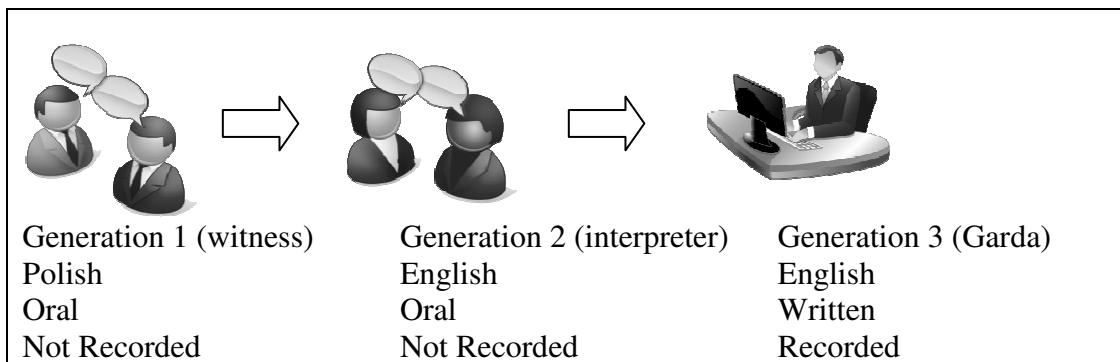 Generation 1 (witness) Generation 2 (interpreter) Generation 3 (Garda)
Polish English English
Oral Oral Written
Not Recorded Not Recorded Recorded